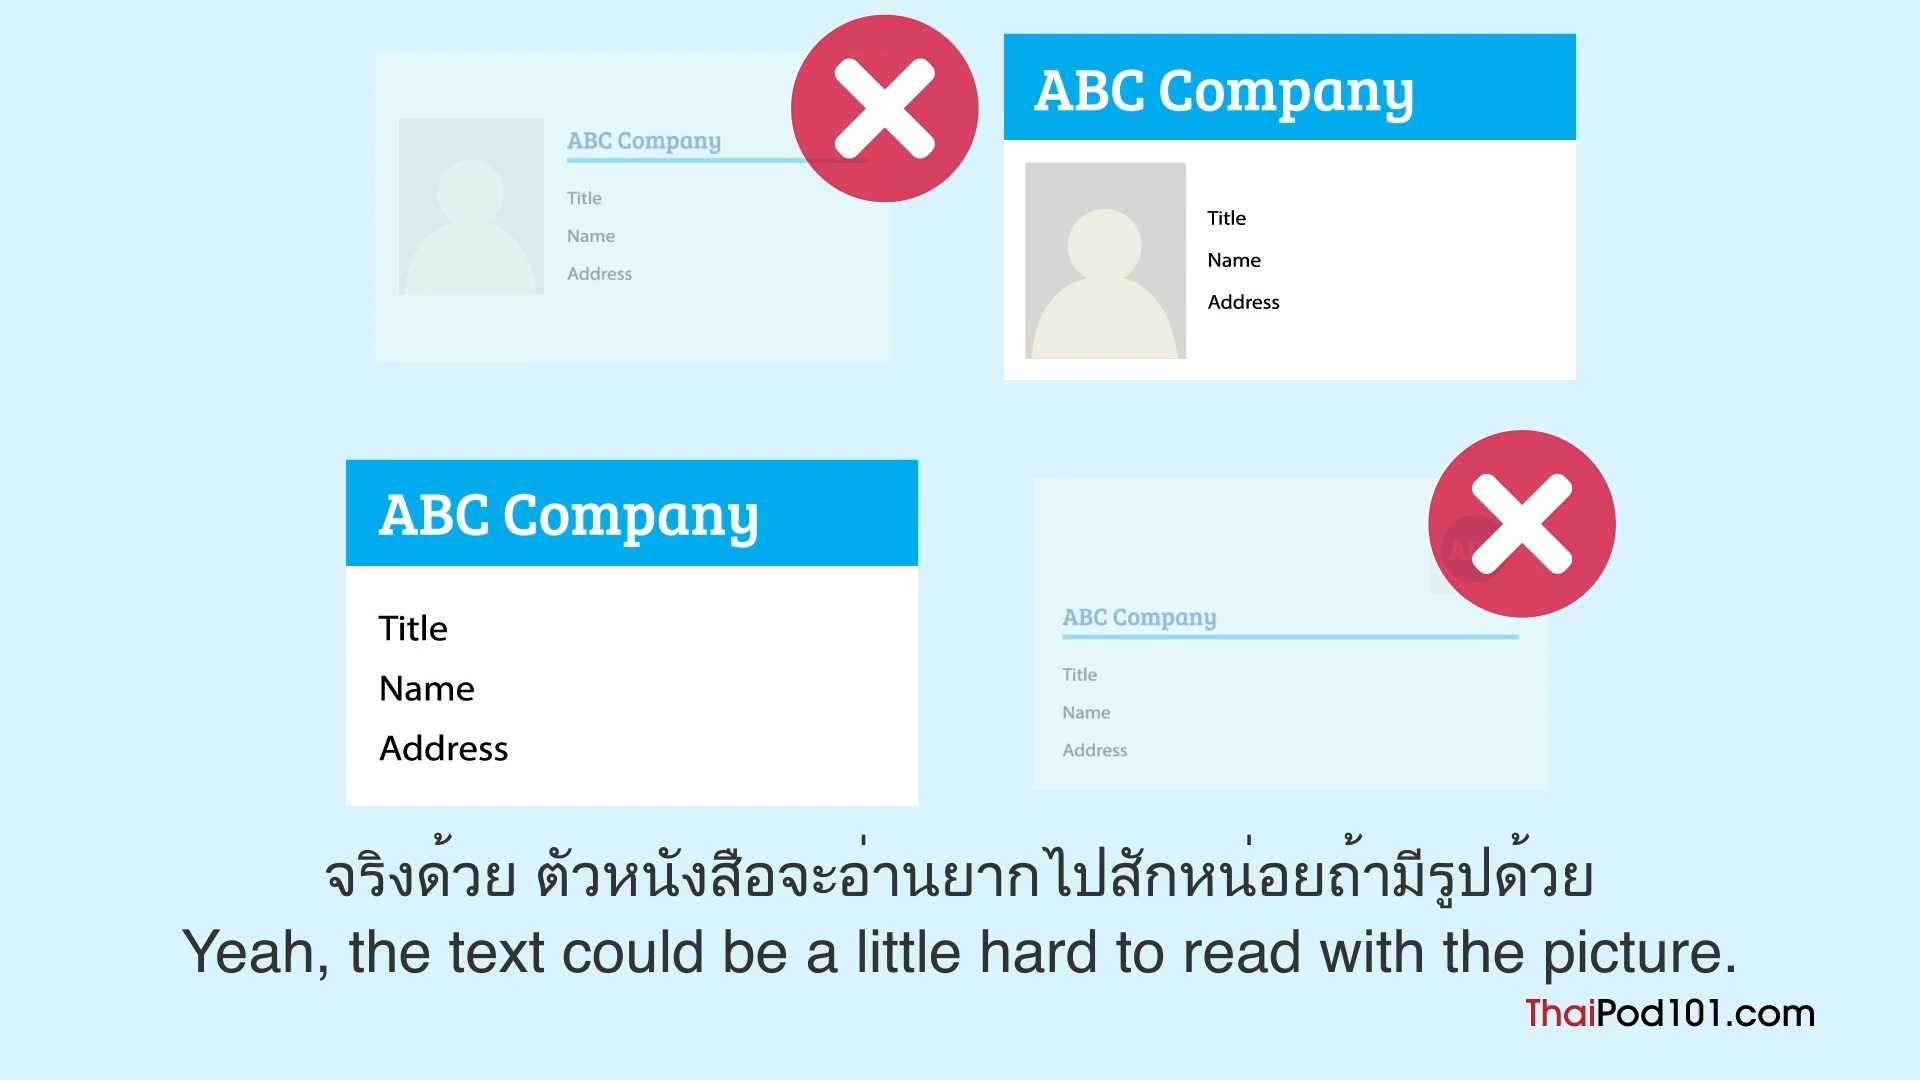 ABC Company
Title
Name
Address
ABC Company
Title
Name
Address
ABC Company
Title
Name
Address
ABC Company
Title
Name
Address
จริงด้วย ตัวหนังสือจะอ่านยากไปสักหน่อยถ้ามีรูปด้วย
Yeah, the text could be a little hard to read with the picture.
ThaiPod101.com